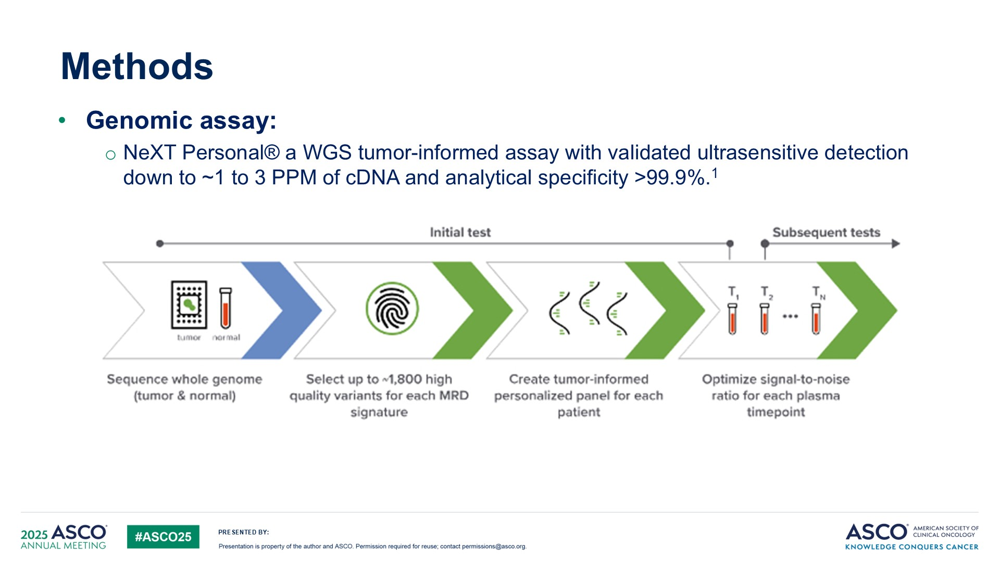 Methods
• Genomic assay:
o NeXT Personal® a WGS tumor-informed assay with validated ultrasensitive detection
down to ~1 to 3 PPM of cDNA and analytical specificity >99.9%.1
Initial test
Subsequent tests
T1 T2 ... TN
tumor normal
Sequence whole genome
(tumor & normal)
Select up to ~1,800 high
quality variants for each MRD
signature
Create tumor-informed
personalized panel for each
patient
Optimize signal-to-noise
ratio for each plasma
timepoint
2025 ASCO®
ANNUAL MEETING
#ASCO25
PRESENTED BY:
Presentation is property of the author and ASCO. Permission required for reuse; contact permissions@asco.org.
ASCO® AMERICAN SOCIETY OF
CLINICAL ONCOLOGY
KNOWLEDGE CONQUERS CANCER